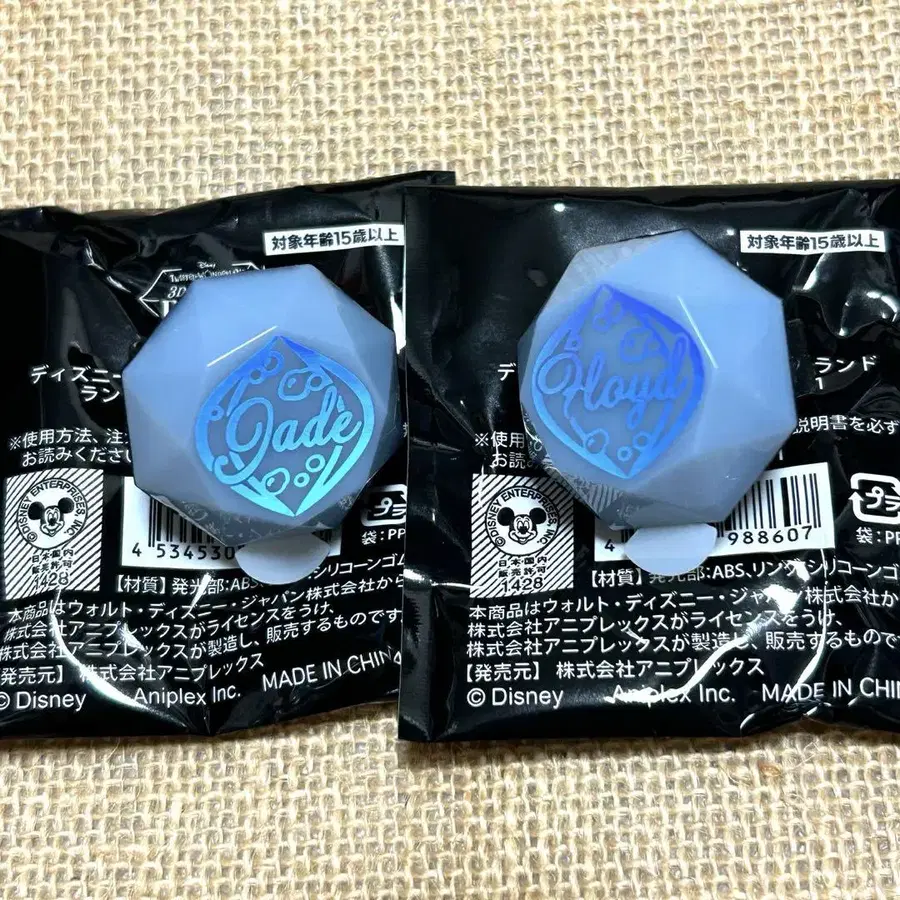 対象年齢15歳以上
Disney
3D
ディズニー
ラン
※使用方法、注
お読みくださ
Jade
DISNEY ENTERPRISES, INC
日本国内
販売許可
1428
4 534530
プラ
袋:PP
【材質】発光部:ABS、リング:シリコーンゴム
本商品はウォルト・ディズニー・ジャパン株式会社から
株式会社アニプレックスがライセンスをうけ、
株式会社アニプレックスが製造し、販売するものです
【発売元】株式会社アニプレックス
© Disney Aniplex Inc. MADE IN CHINA
対象年齢15歳以上
ランド
1
※使用
説明書を必ず
お読
Floyd
DISNEY ENTERPRISES, INC
日本国内
販売許可
1428
4
988607
プラ
袋:PP
【材質】発光部:ABS、リング:シリコーンゴ
本商品はウォルト・ディズニー・ジャパン株式会社か
株式会社アニプレックスがライセンスをうけ、
株式会社アニプレックスが製造し、販売するもので
【発売元】株式会社アニプレックス
© Disney Aniplex Inc. MADE IN CHIN